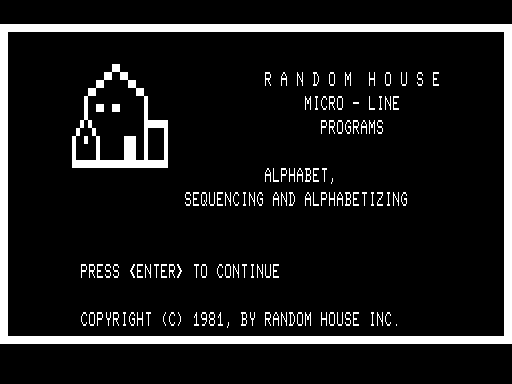 R A N D O M  H O U S E
MICRO - LINE
PROGRAMS
ALPHABET,
SEQUENCING AND ALPHABETIZING
PRESS <ENTER> TO CONTINUE
COPYRIGHT (C) 1981, BY RANDOM HOUSE INC.